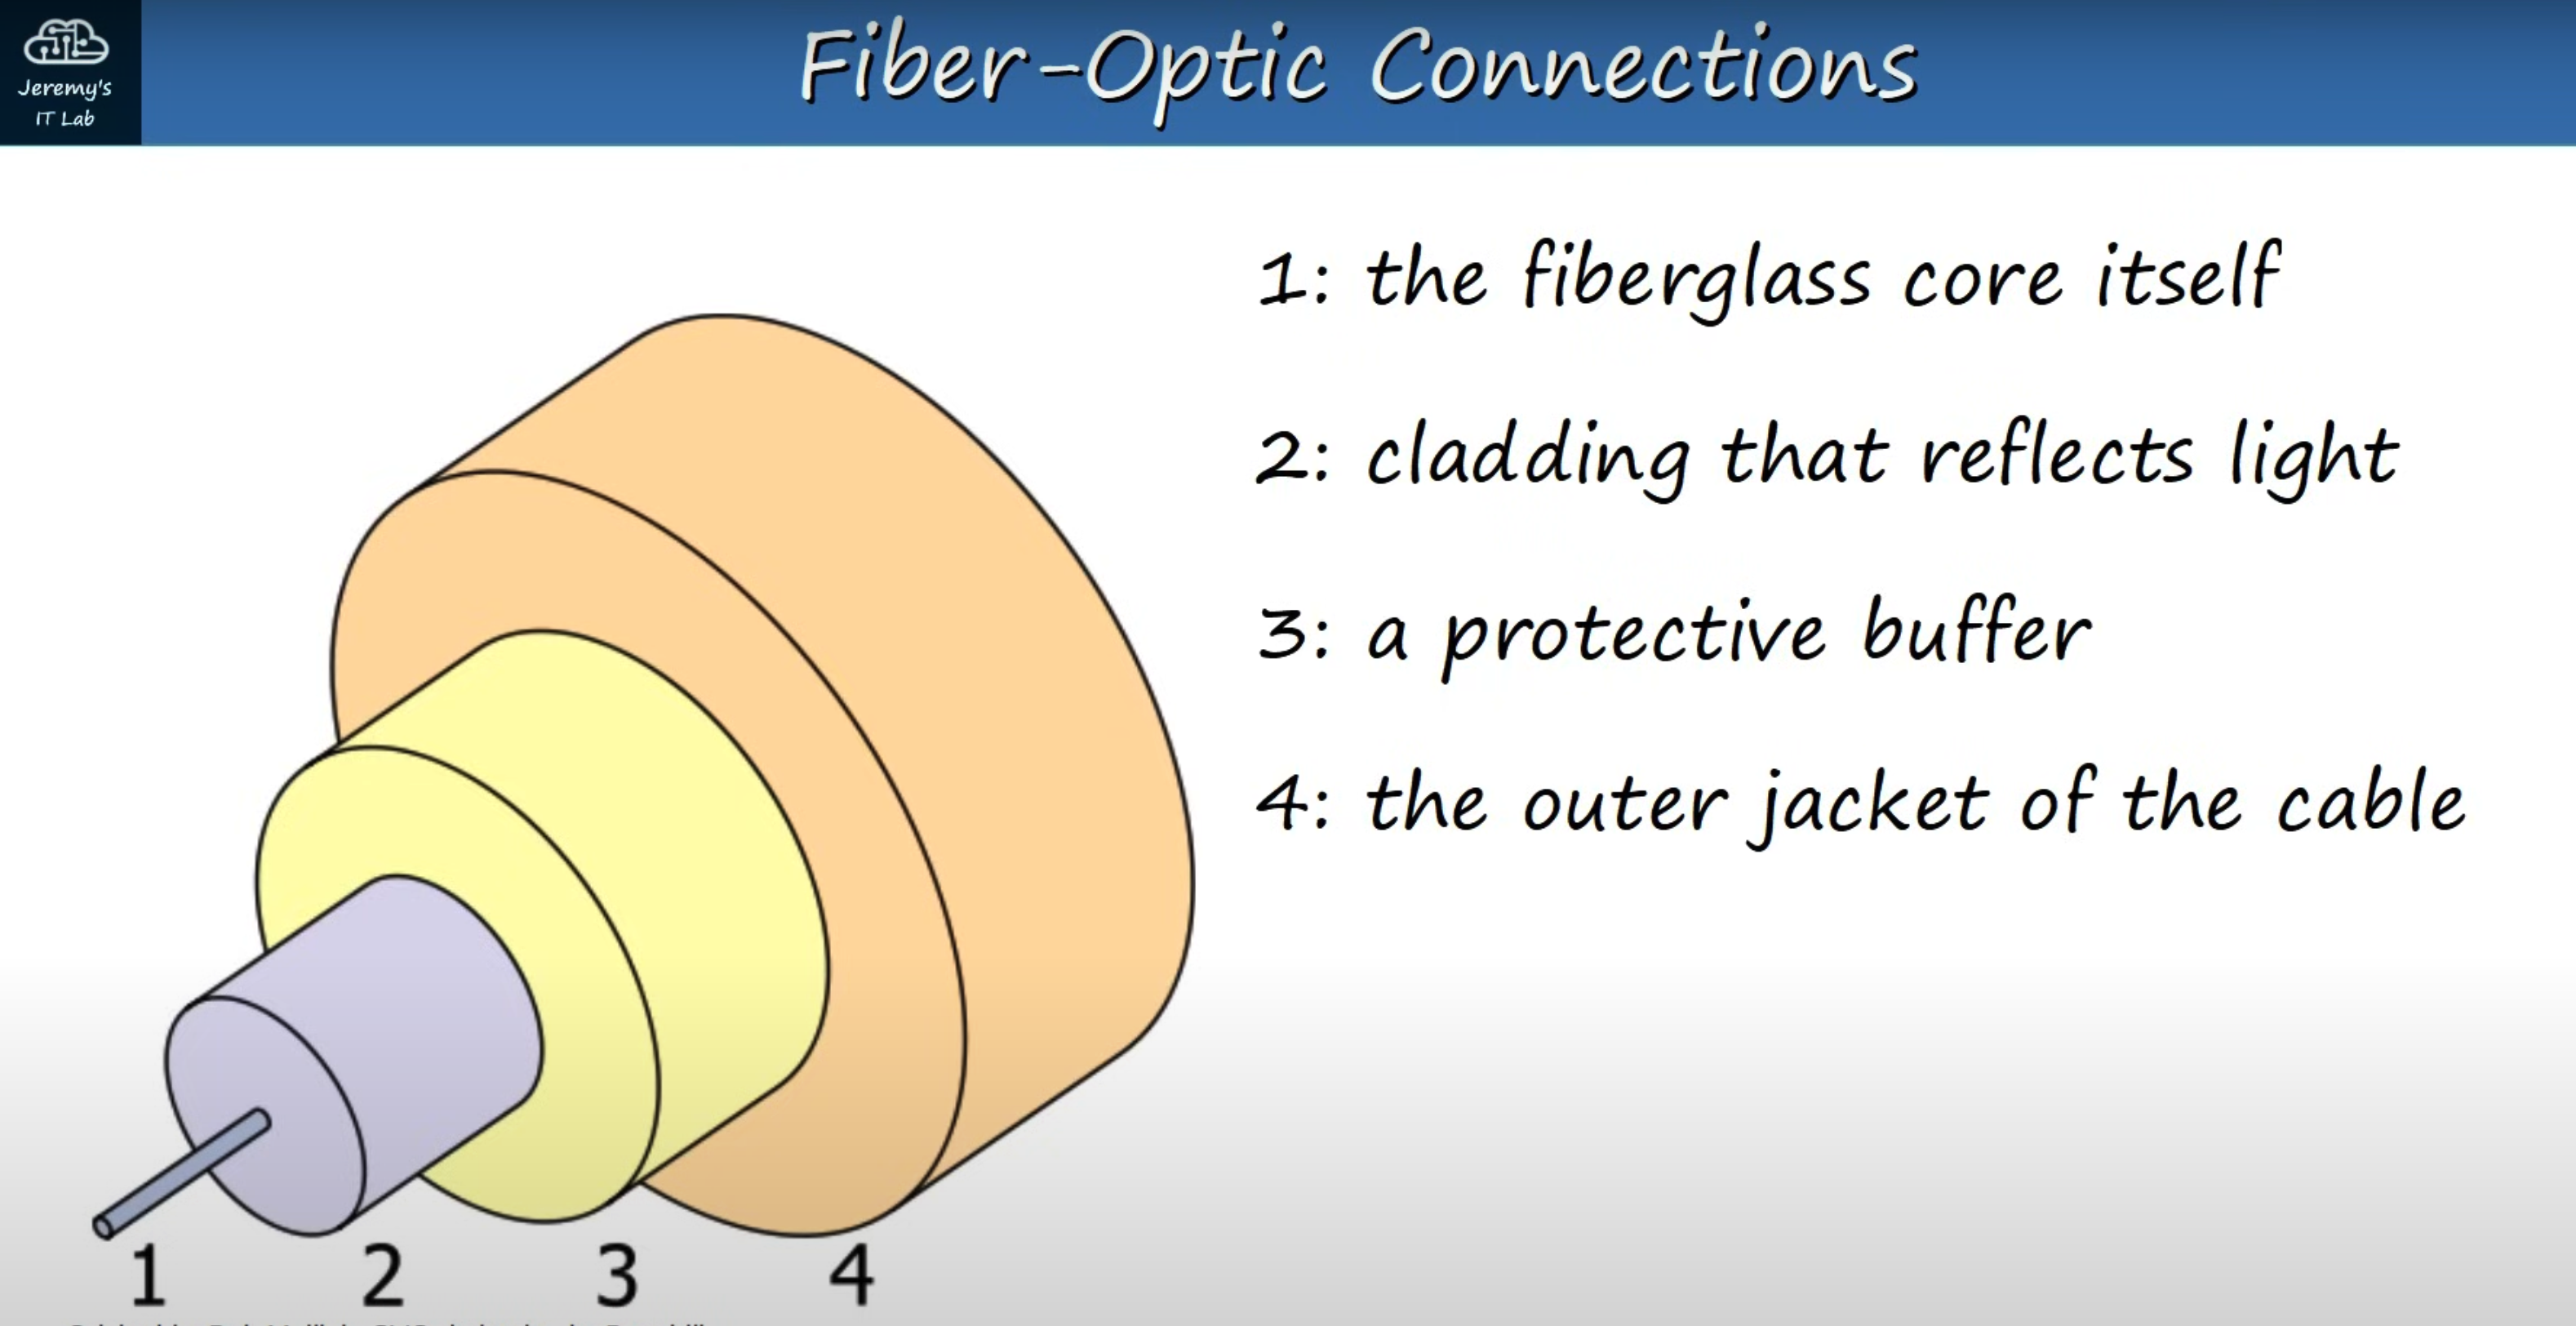 Jeremy's
IT Lab
Fiber-Optic Connections
1: the fiberglass core itself
2: cladding that reflects light
3: a protective buffer
4: the outer jacket of the cable
1 2 3 4